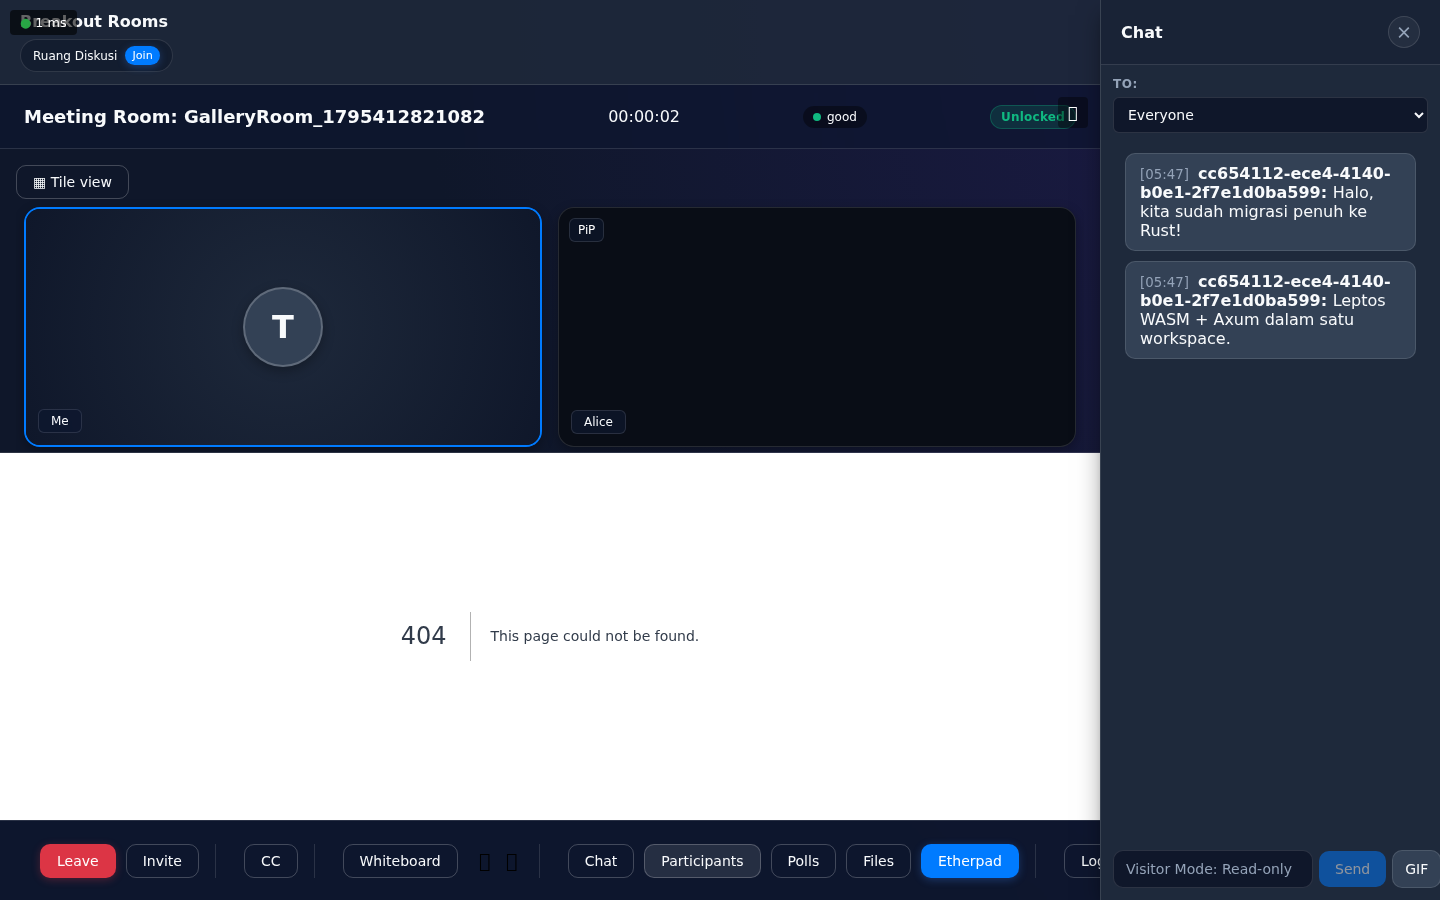 out Rooms
1 ms
Ruang Diskusi Join
Meeting Room: GalleryRoom_1795412821082
00:00:02
good
Unlocked
▦ Tile view
T
Me
PiP
Alice
404
This page could not be found.
Leave
Invite
CC
Whiteboard
Chat
Participants
Polls
Files
Etherpad
Chat
×
TO:
Everyone
[05:47] cc654112-ece4-4140-
b0e1-2f7e1d0ba599: Halo,
kita sudah migrasi penuh ke
Rust!
[05:47] cc654112-ece4-4140-
b0e1-2f7e1d0ba599: Leptos
WASM + Axum dalam satu
workspace.
Visitor Mode: Read-only
Send
GIF